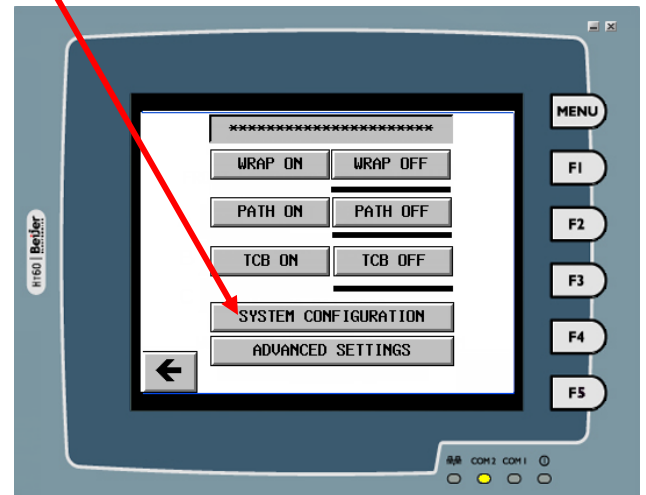 MENU
**********************
WRAP ON WRAP OFF
F1
PATH ON PATH OFF
F2
H160 Beijer
TCB ON TCB OFF
F3
SYSTEM CONFIGURATION
F4
ADVANCED SETTINGS
F5
COM2 COM1